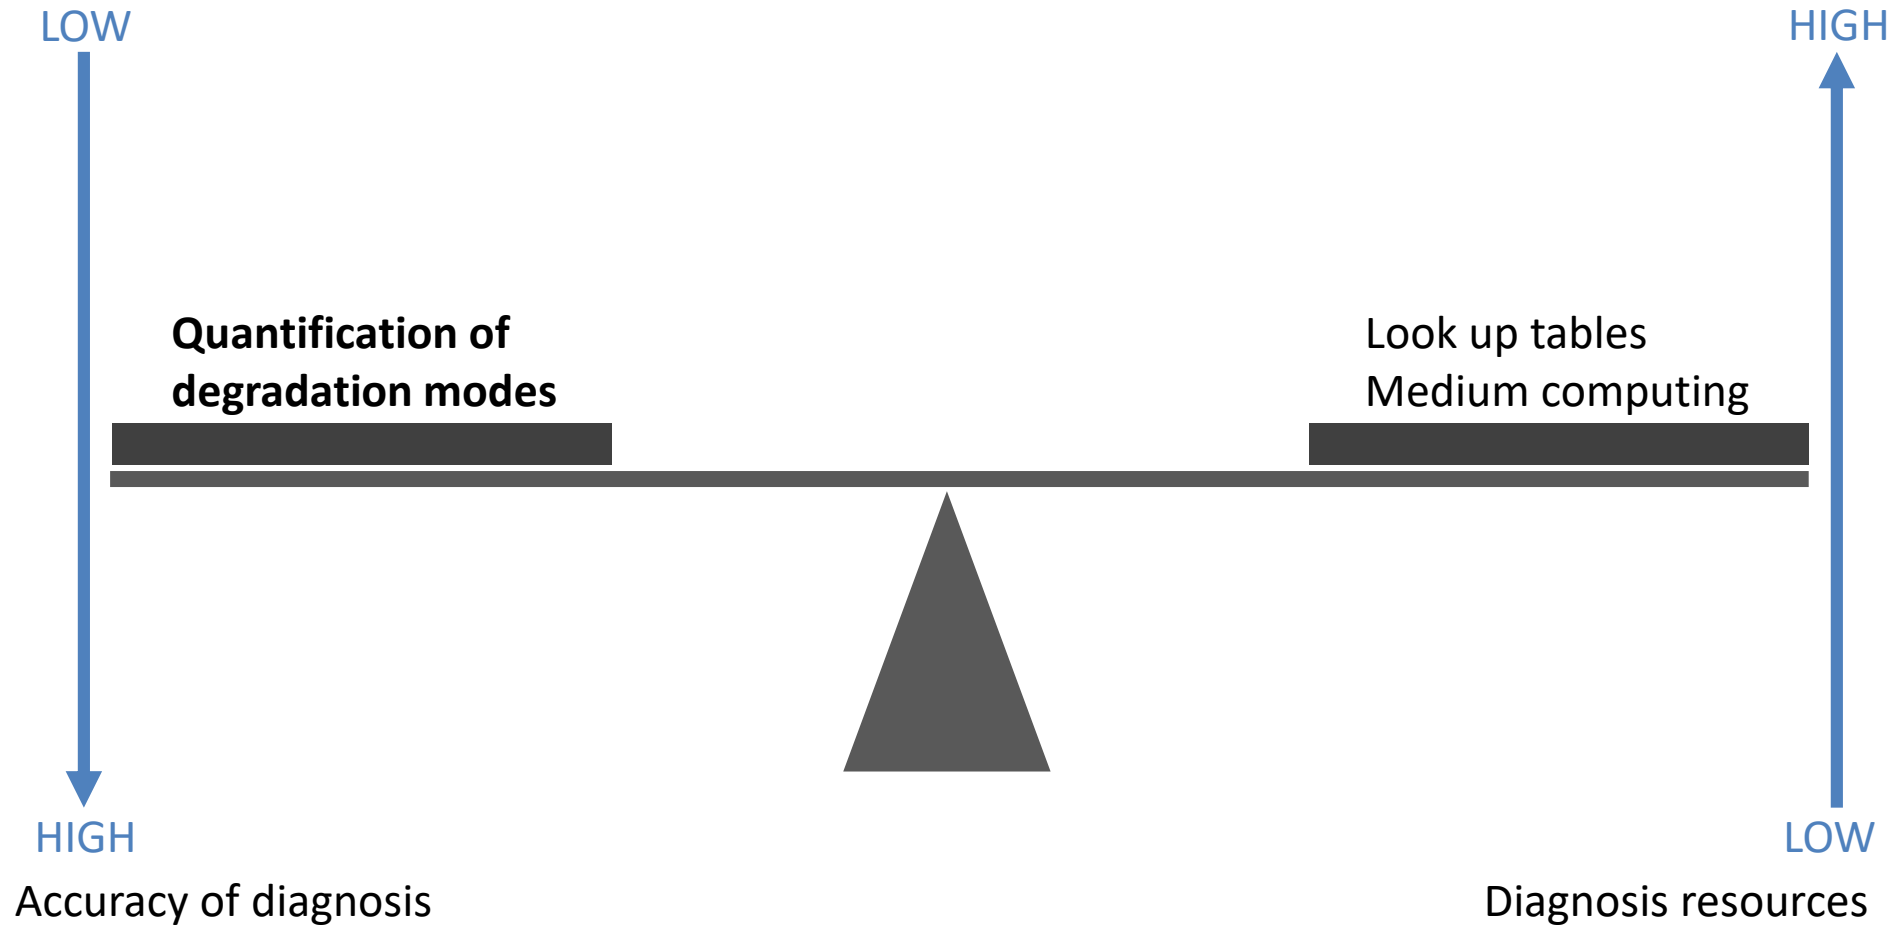 LOW
HIGH
Quantification of
degradation modes
Look up tables
Medium computing
HIGH
LOW
Accuracy of diagnosis
Diagnosis resources